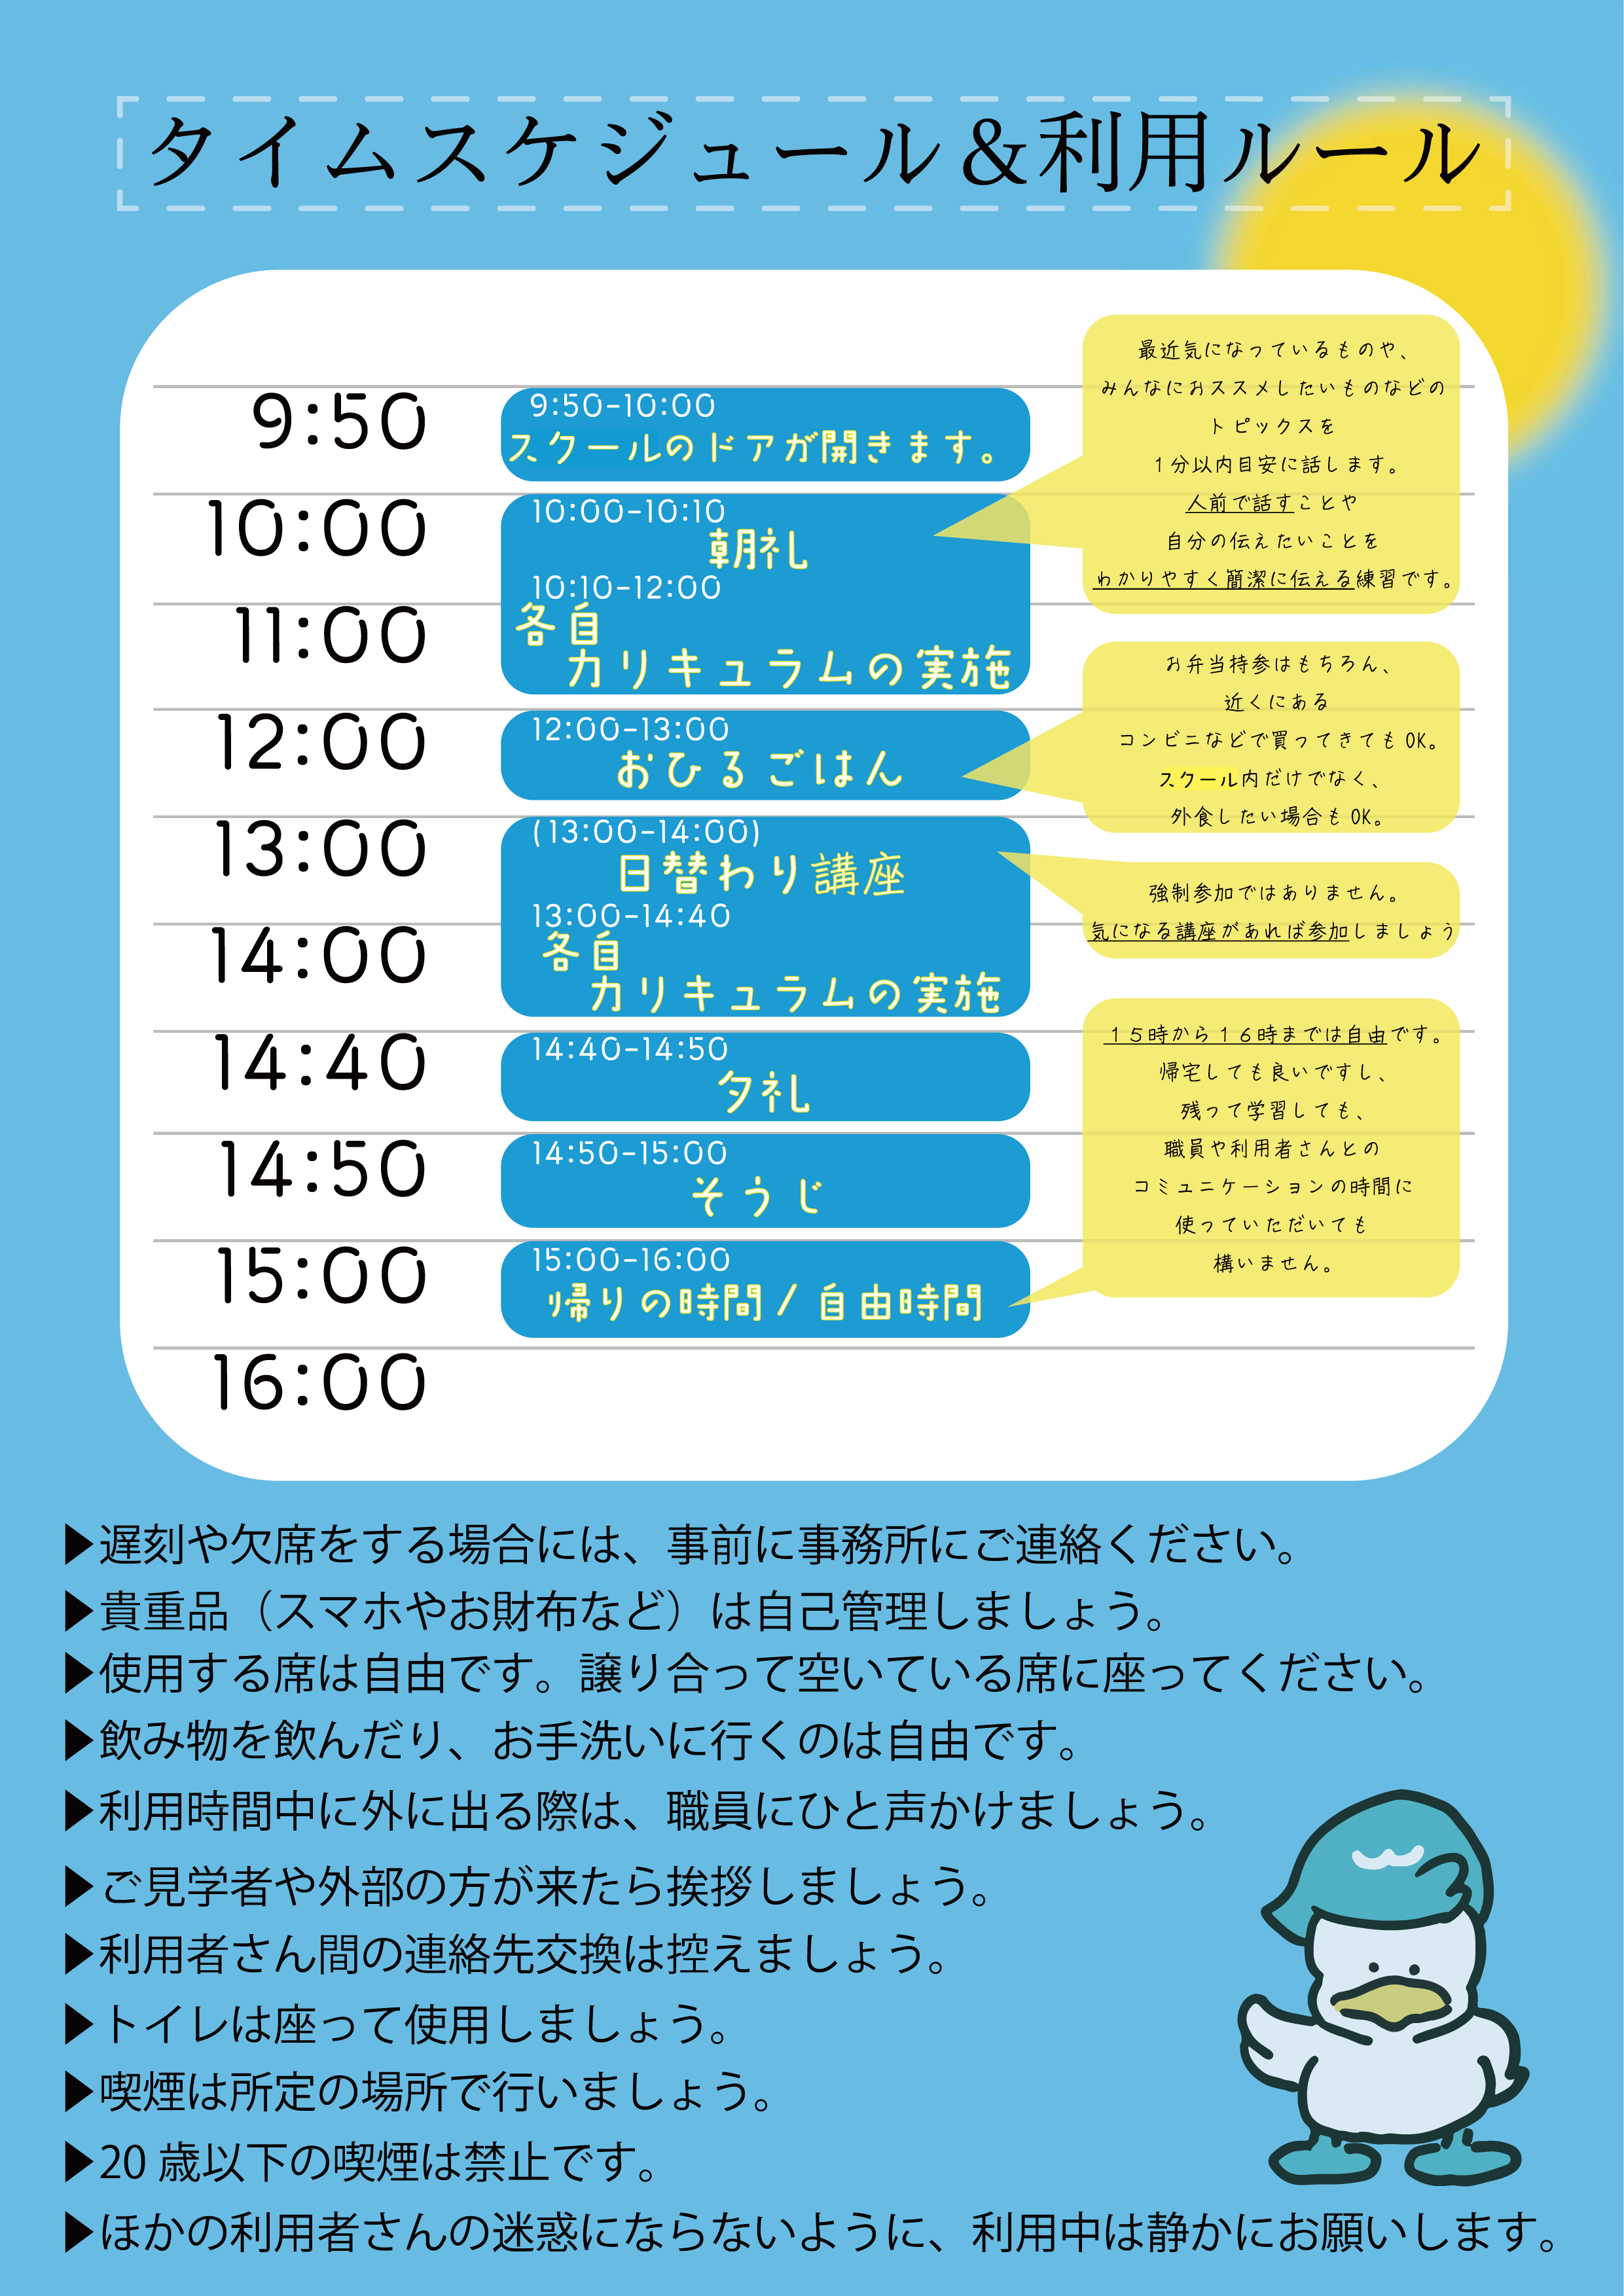 タイムスケジュール&利用ルール
9:50
9:50-10:00
スクールのドアが開きます。
10:00
10:00-10:10
朝礼
10:10-12:00
11:00
各自
カリキュラムの実施
12:00
12:00-13:00
おひるごはん
13:00
(13:00-14:00)
日替わり講座
13:00-14:40
14:00
各自
カリキュラムの実施
14:40
14:40-14:50
夕礼
14:50
14:50-15:00
そうじ
15:00
15:00-16:00
帰りの時間/自由時間
16:00
最近気になっているものや、
みんなにおススメしたいものなどの
トピックスを
1分以内目安に話します。
人前で話すことや
自分の伝えたいことを
わかりやすく簡潔に伝える練習です。
お弁当持参はもちろん、
近くにある
コンビニなどで買ってきてもOK。
スクール内だけでなく、
外食したい場合もOK。
強制参加ではありません。
気になる講座があれば参加しましょう
15時から16時までは自由です。
帰宅しても良いですし、
残って学習しても、
職員や利用者さんとの
コミュニケーションの時間に
使っていただいても
構いません。
▶遅刻や欠席をする場合には、事前に事務所にご連絡ください。
▶貴重品（スマホやお財布など）は自己管理しましょう。
▶使用する席は自由です。譲り合って空いている席に座ってください。
▶飲み物を飲んだり、お手洗いに行くのは自由です。
▶利用時間中に外に出る際は、職員にひと声かけましょう。
▶ご見学者や外部の方が来たら挨拶しましょう。
▶利用者さん間の連絡先交換は控えましょう。
▶トイレは座って使用しましょう。
▶喫煙は所定の場所で行いましょう。
▶20 歳以下の喫煙は禁止です。
▶ほかの利用者さんの迷惑にならないように、利用中は静かにお願いします。